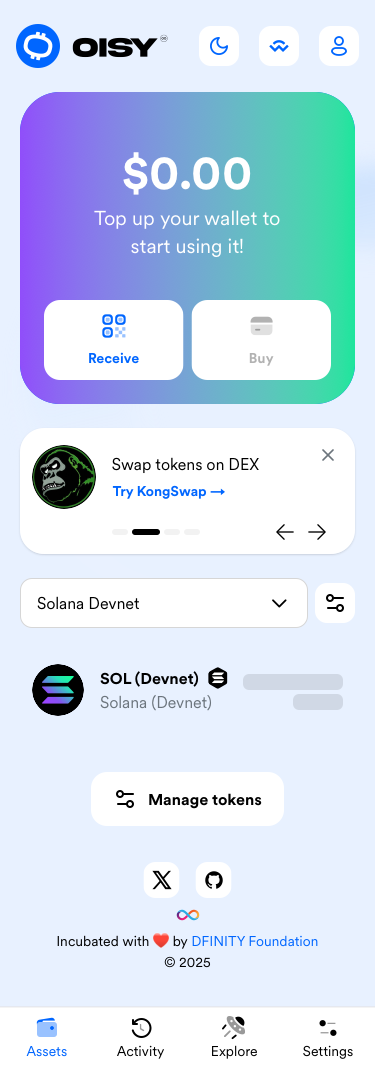 OISY
$0.00
Top up your wallet to
start using it!
Receive
Buy
Swap tokens on DEX
Try KongSwap →
Solana Devnet
SOL (Devnet)
Solana (Devnet)
Manage tokens
Incubated with ❤️ by DFINITY Foundation
© 2025
Assets
Activity
Explore
Settings